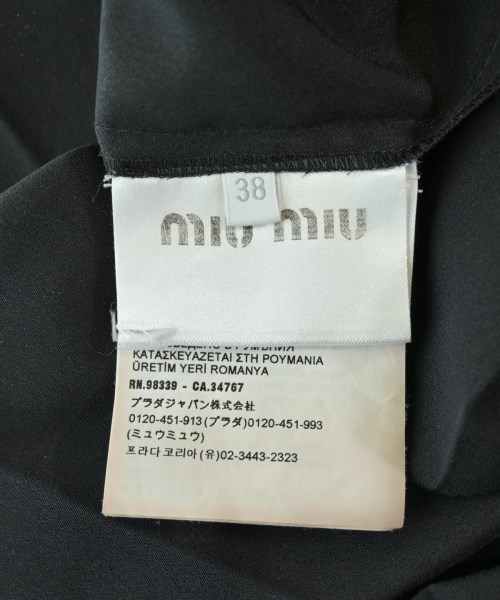 38
miu miu
КАТАΣКЕΥΑΖΕΤΑΙ ΣΤΗ ΡΟΥΜΑΝΙΑ
ÜRETİM YERİ ROMANYA
RN.98339 - CA.34767
プラダジャパン株式会社
0120-451-913(プラダ)0120-451-993
(ミュウミュウ)
프라다 코리아 (유)02-3443-2323